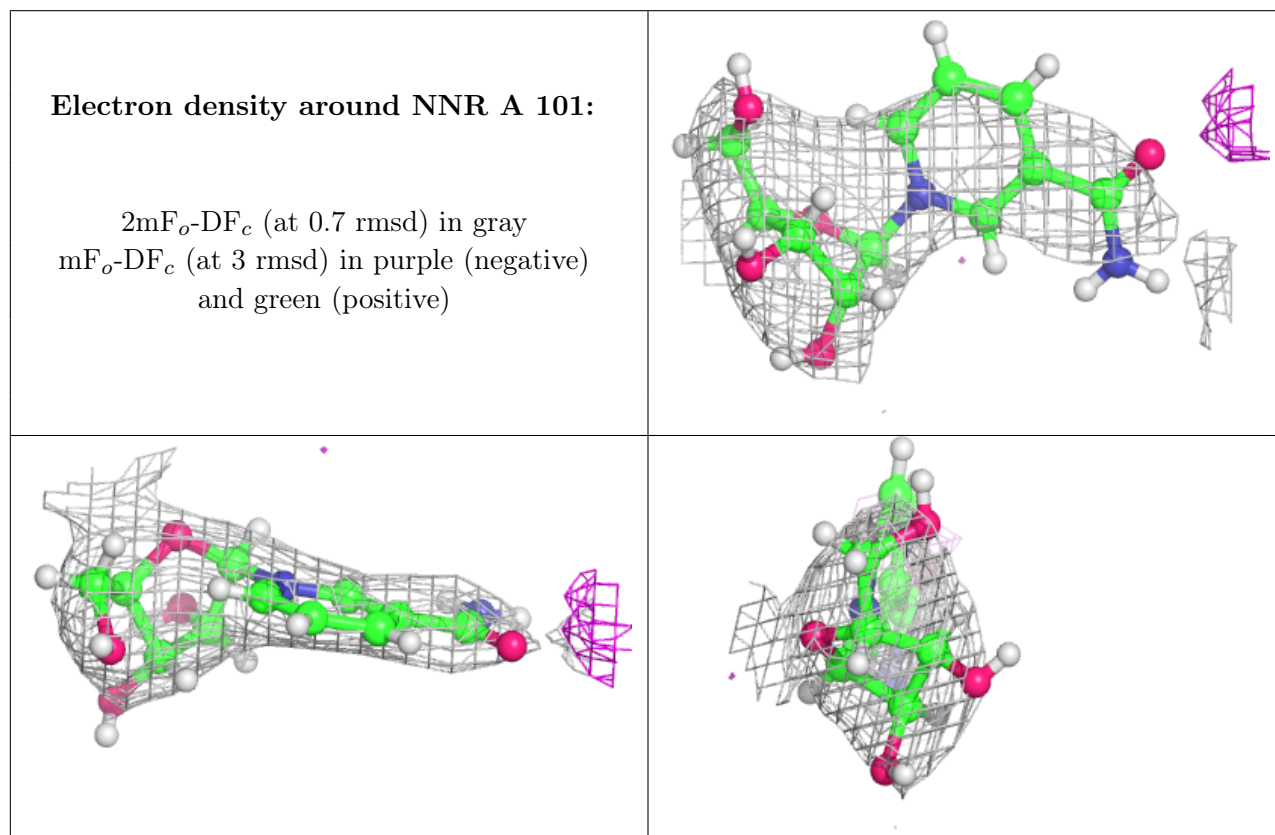 Electron density around NNR A 101:
2mFo-DFc (at 0.7 rmsd) in gray
mFo-DFc (at 3 rmsd) in purple (negative)
and green (positive)